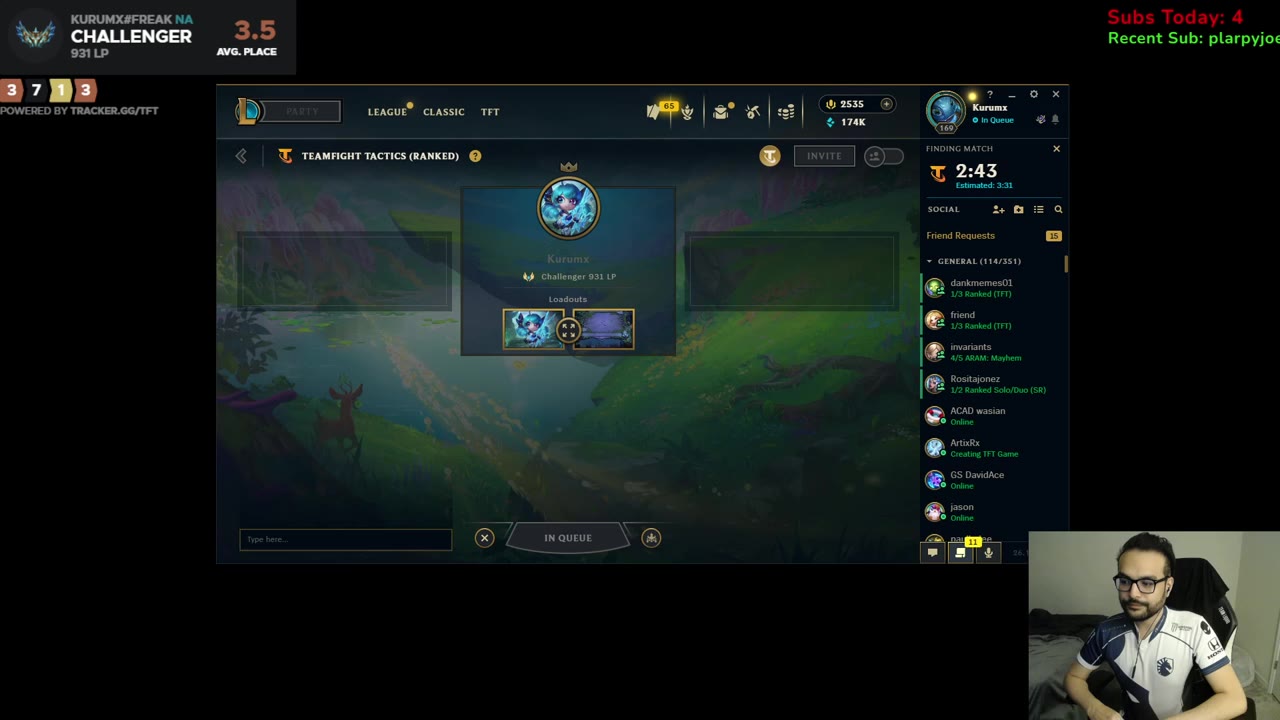 KURUMX#FREAK NA
CHALLENGER
931 LP
3.5
AVG. PLACE
3 7 1 3
POWERED BY TRACKER.GG/TFT
Subs Today: 4
Recent Sub: plarpyjoe
PARTY
LEAGUE
CLASSIC
TFT
65
2535
174K
169
Kurumx
In Queue
TEAMFIGHT TACTICS (RANKED)
INVITE
FINDING MATCH
2:43
Estimated: 3:31
SOCIAL
Friend Requests
15
GENERAL (114/351)
dankmemes01
1/3 Ranked (TFT)
friend
1/3 Ranked (TFT)
invariants
4/5 ARAM: Mayhem
Rositajonez
1/2 Ranked Solo/Duo (SR)
ACAD wasian
Online
ArtixRx
Creating TFT Game
GS DavidAce
Online
jason
Online
11
Kurumx
Challenger 931 LP
Loadouts
Type here...
IN QUEUE
HONDA